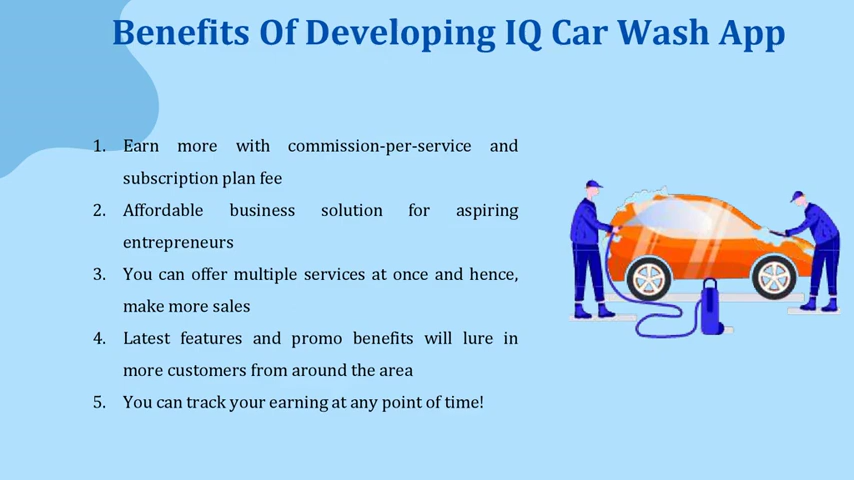 Benefits Of Developing IQ Car Wash App
1. Earn more with commission-per-service and
subscription plan fee
2. Affordable business solution for aspiring
entrepreneurs
3. You can offer multiple services at once and hence,
make more sales
4. Latest features and promo benefits will lure in
more customers from around the area
5. You can track your earning at any point of time!